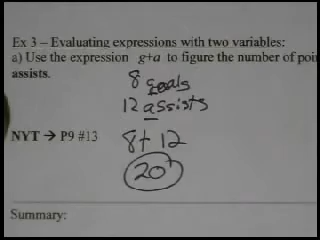 Ex 3 – Evaluating expressions with two variables:
a) Use the expression g+a to figure the number of poi
assists.
8 goals
12 assists
NYT → P9 #13
8 + 12
20
Summary: